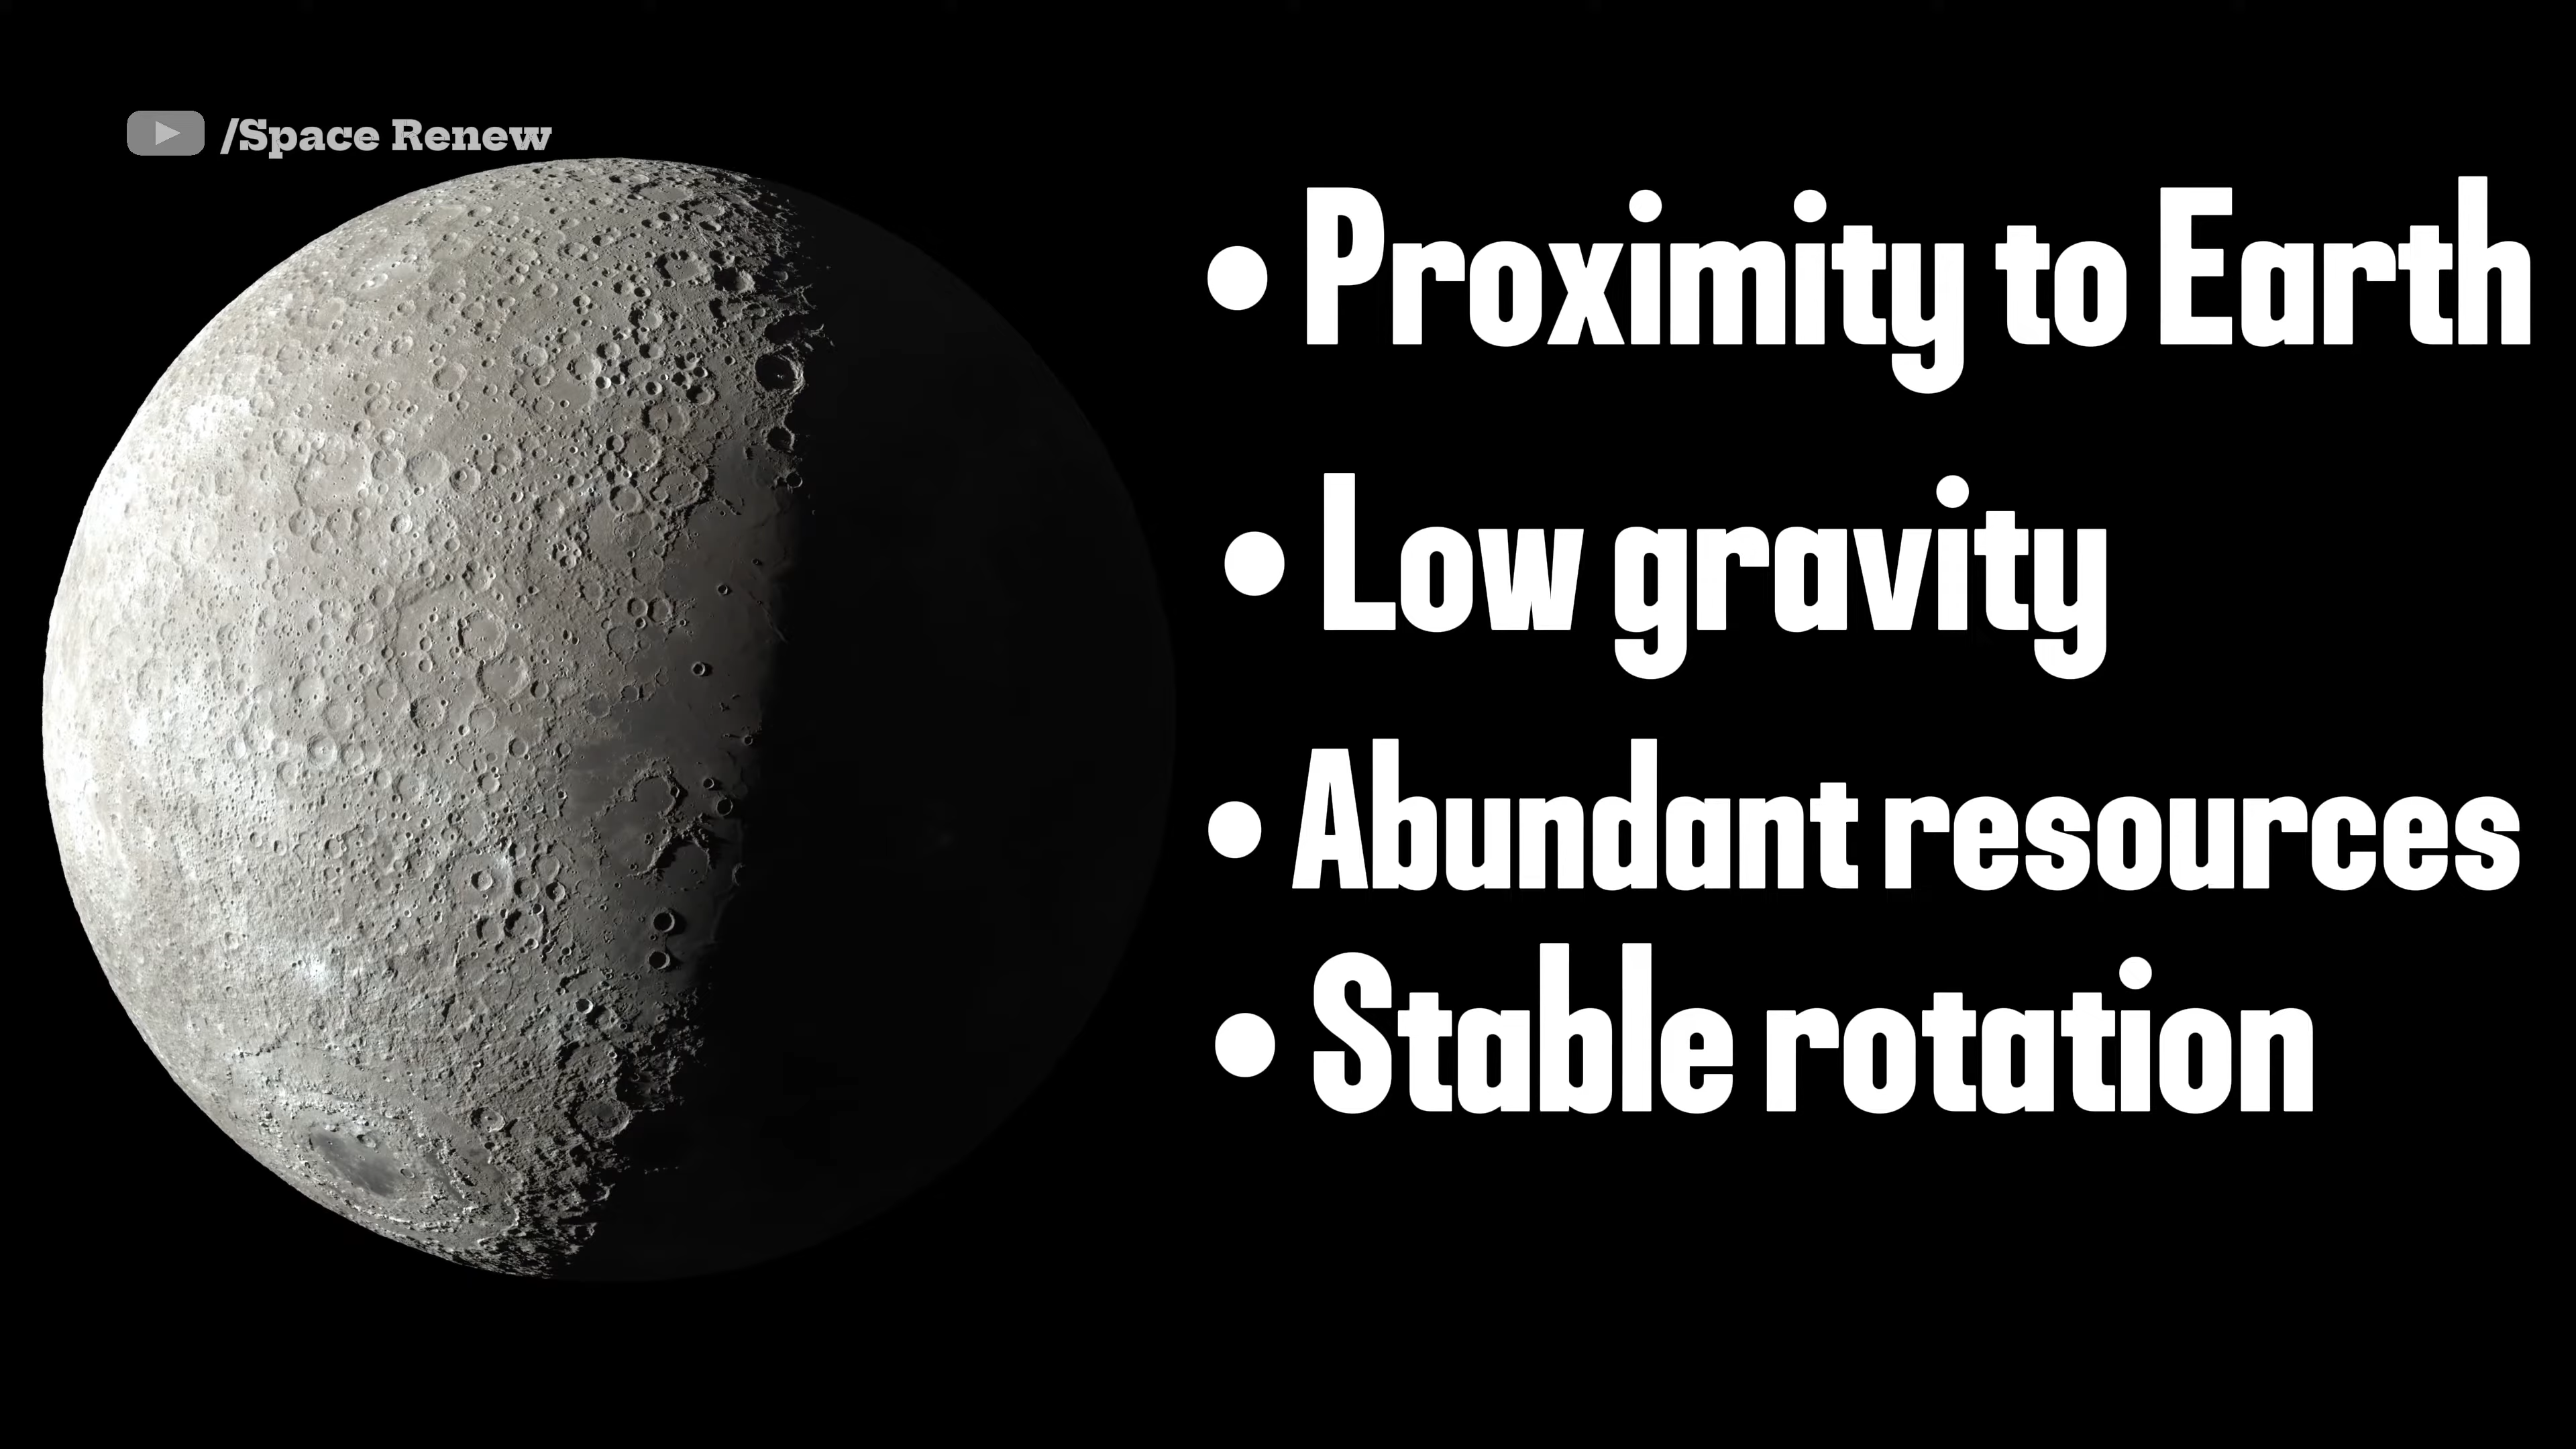 /Space Renew
• Proximity to Earth
• Low gravity
• Abundant resources
• Stable rotation